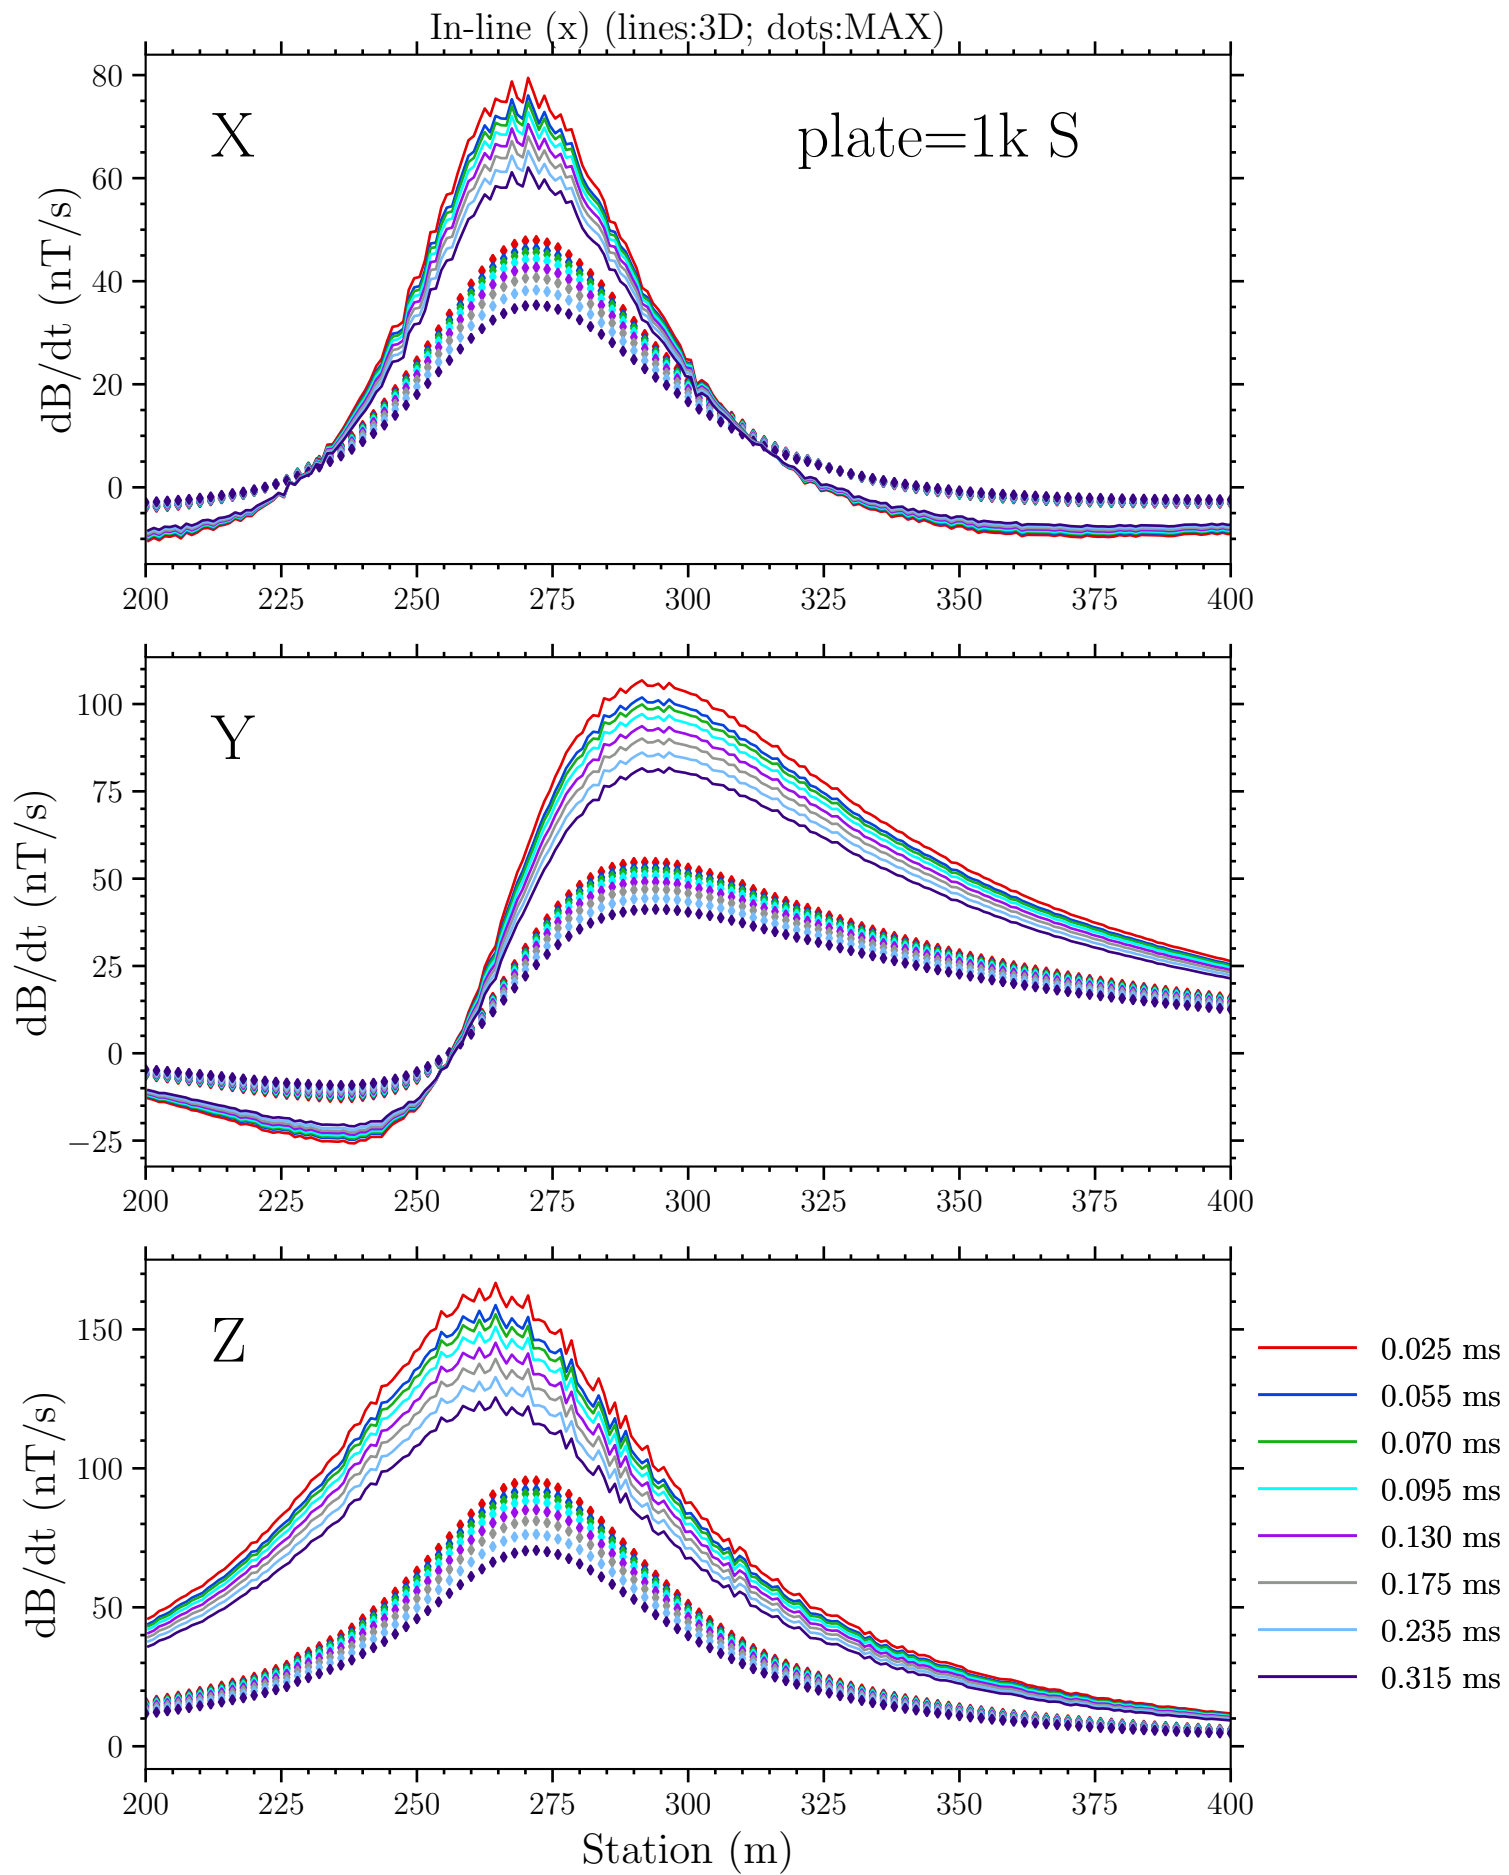 In-line (x) (lines:3D; dots:MAX)
X
plate=1k S
dB/dt (nT/s)
80
60
40
20
0
200 225 250 275 300 325 350 375 400
Y
dB/dt (nT/s)
100
75
50
25
0
−25
200 225 250 275 300 325 350 375 400
Z
dB/dt (nT/s)
150
100
50
0
200 225 250 275 300 325 350 375 400
Station (m)
0.025 ms
0.055 ms
0.070 ms
0.095 ms
0.130 ms
0.175 ms
0.235 ms
0.315 ms